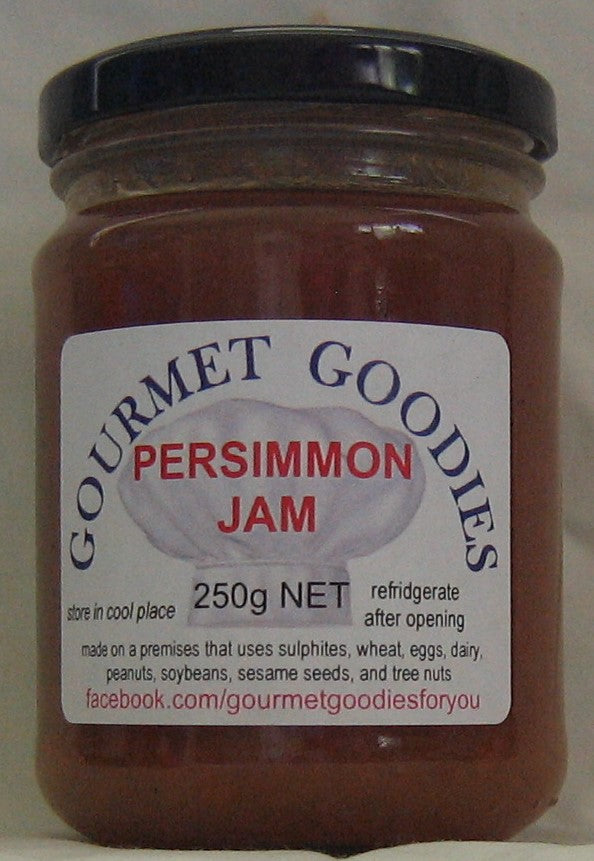 GOURMET GOODIES
PERSIMMON
JAM
250g NET
store in cool place
refridgerate
after opening
made on a premises that uses sulphites, wheat, eggs, dairy,
peanuts, soybeans, sesame seeds, and tree nuts
facebook.com/gourmetgoodiesforyou